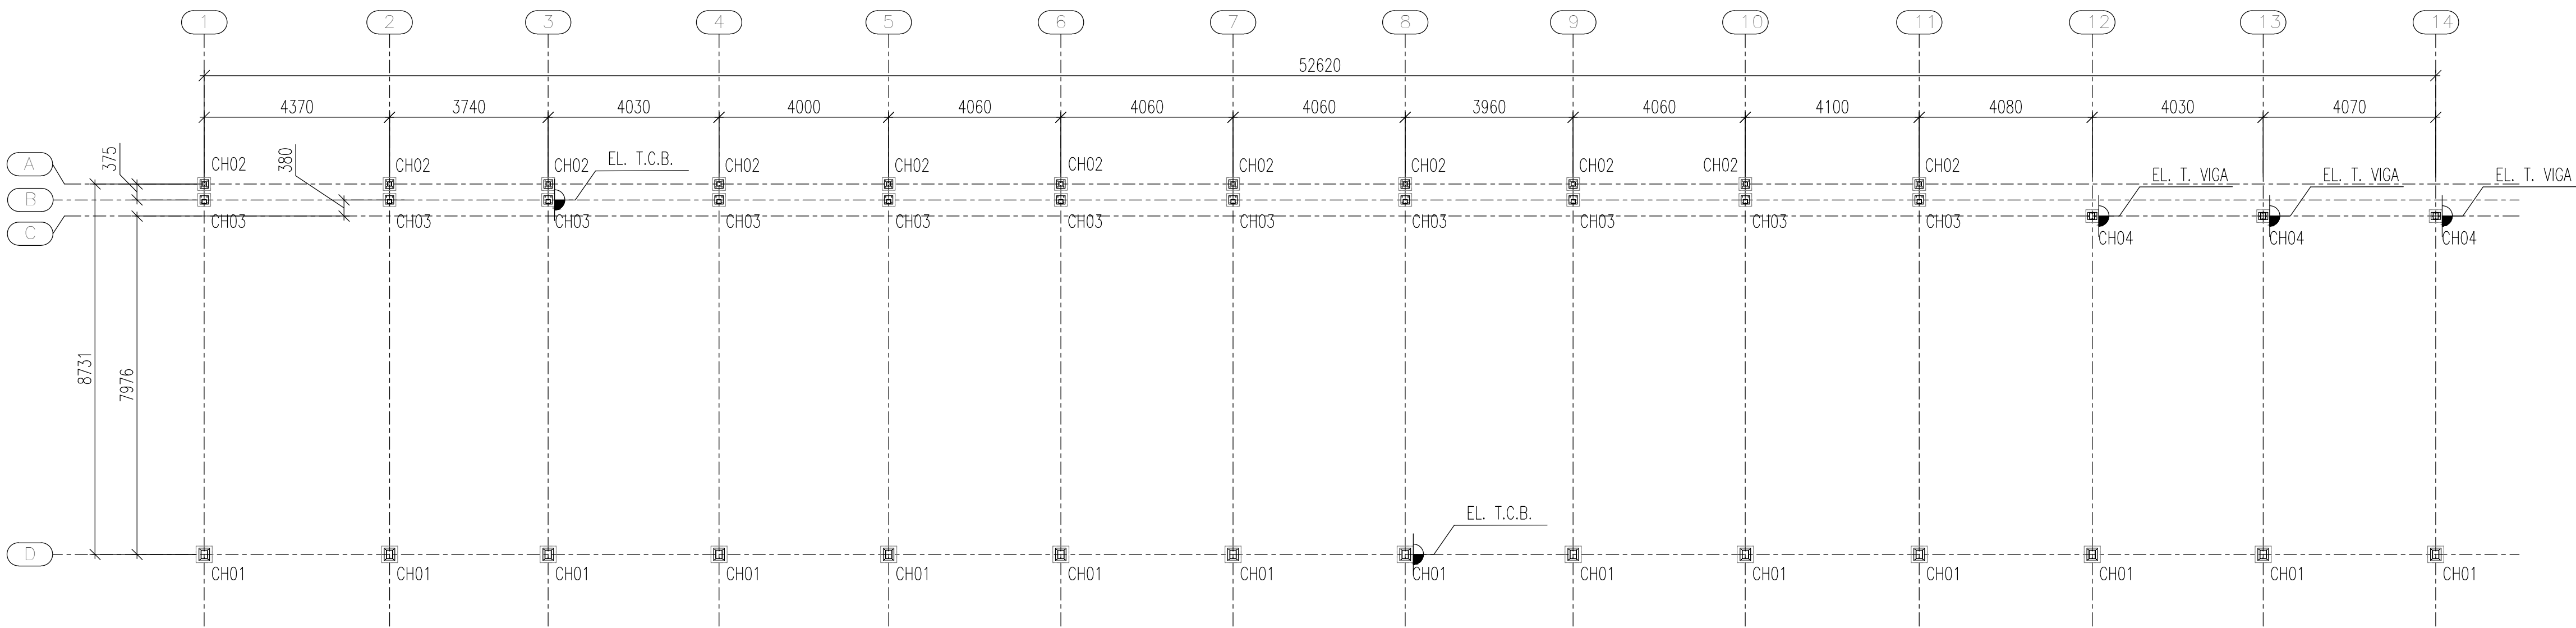 1 2 3 4 5 6 7 8 9 10 11 12 13 14
52620
4370 3740 4030 4000 4060 4060 4060 3960 4060 4100 4080 4030 4070
A 375 CH02 380 CH02 CH02 EL. T.C.B. CH02 CH02 CH02 CH02 CH02 CH02 CH02 CH02
EL. T. VIGA EL. T. VIGA EL. T. VIGA
B
CH03 CH03 CH03 CH03 CH03 CH03 CH03 CH03 CH03 CH03 CH03
C CH04 CH04 CH04
8731 7976
EL. T.C.B.
D
CH01 CH01 CH01 CH01 CH01 CH01 CH01 CH01 CH01 CH01 CH01 CH01 CH01 CH01